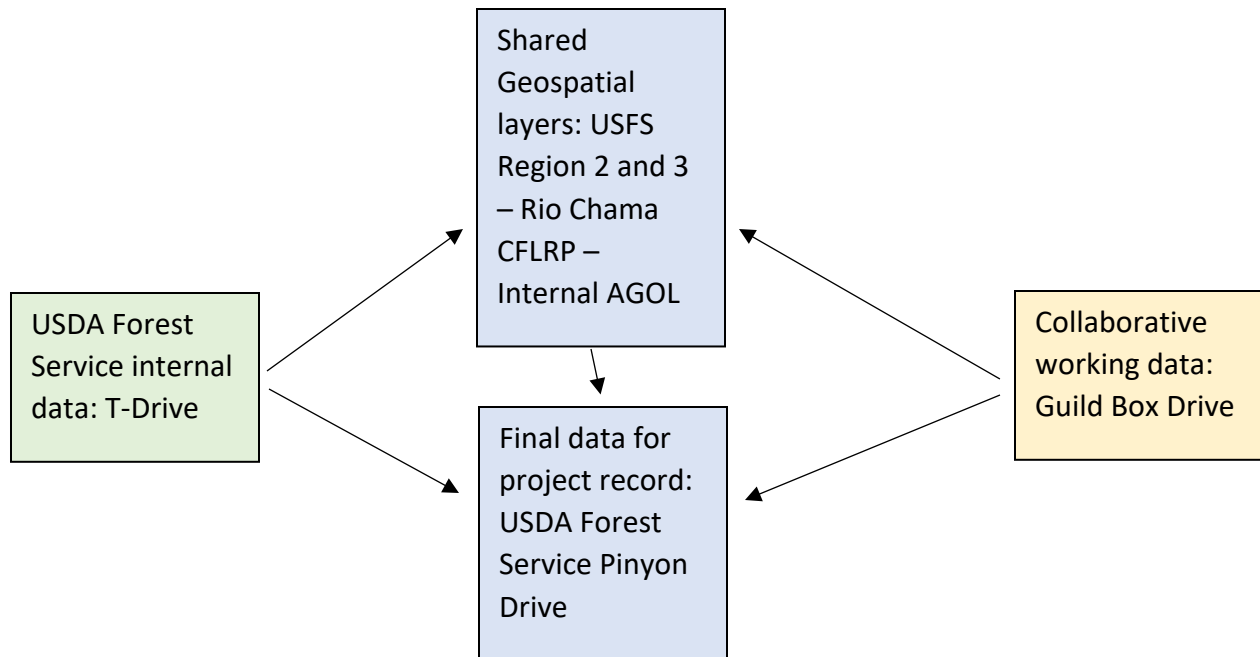 Shared
Geospatial
layers: USFS
Region 2 and 3
– Rio Chama
CFLRP –
Internal AGOL
USDA Forest
Service internal
data: T-Drive
Collaborative
working data:
Guild Box Drive
Final data for
project record:
USDA Forest
Service Pinyon
Drive